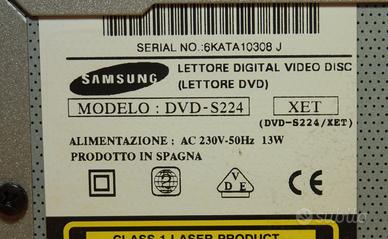 SERIAL NO.:6KATA10308 J
SAMSUNG
LETTORE DIGITAL VIDEO DISC
(LETTORE DVD)
MODELO : DVD-S224
XET
(DVD-S224/XET)
ALIMENTAZIONE : AC 230V-50Hz 13W
PRODOTTO IN SPAGNA
VDE
CE
CLASS 1 LASER PRODUCT
subito